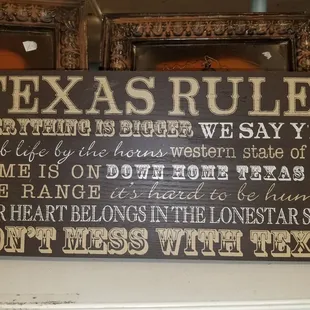 TEXAS RULE
ERYTHING IS BIGGER WE SAY Y
b life by the horns western state of
ME IS ON DOWN HOME TEXAS
E RANGE it's hard to be hum
R HEART BELONGS IN THE LONESTAR S
ON'T MESS WITH TEX